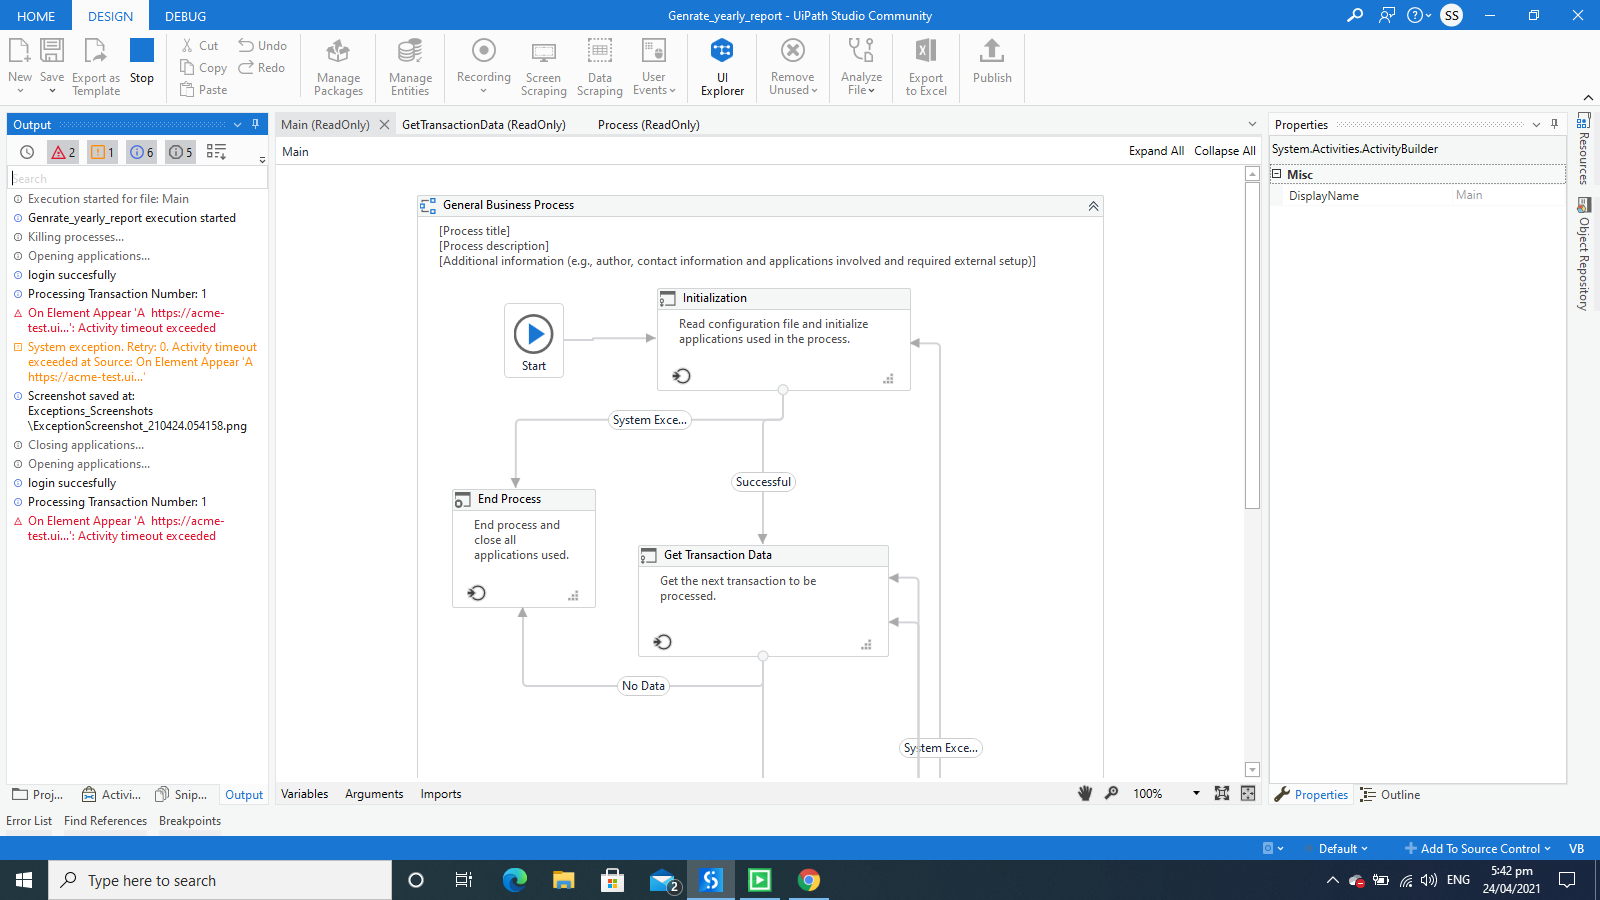 HOME
DESIGN
DEBUG
Genrate_yearly_report - UiPath Studio Community
SS
New
Save
Export as
Template
Stop
Cut
Copy
Paste
Undo
Redo
Manage
Packages
Manage
Entities
Recording
Screen
Scraping
Data
Scraping
User
Events
UI
Explorer
Remove
Unused
Analyze
File
Export
to Excel
Publish
Output
2
1
6
5
Search
Execution started for file: Main
Genrate_yearly_report execution started
Killing processes...
Opening applications...
login succesfully
Processing Transaction Number: 1
On Element Appear 'A  https://acme-
test.ui...': Activity timeout exceeded
System exception. Retry: 0. Activity timeout
exceeded at Source: On Element Appear 'A
https://acme-test.ui...'
Screenshot saved at:
Exceptions_Screenshots
\ExceptionScreenshot_210424.054158.png
Closing applications...
Opening applications...
login succesfully
Processing Transaction Number: 1
On Element Appear 'A  https://acme-
test.ui...': Activity timeout exceeded
Proj...
Activi...
Snip...
Output
Main (ReadOnly)
GetTransactionData (ReadOnly)
Process (ReadOnly)
Main
Expand All
Collapse All
General Business Process
[Process title]
[Process description]
[Additional information (e.g., author, contact information and applications involved and required external setup)]
Start
Initialization
Read configuration file and initialize
applications used in the process.
System Exce...
Successful
End Process
End process and
close all
applications used.
Get Transaction Data
Get the next transaction to be
processed.
No Data
System Exce...
Variables
Arguments
Imports
100%
Properties
System.Activities.ActivityBuilder
Misc
DisplayName
Main
Properties
Outline
Resources
Object Repository
Error List
Find References
Breakpoints
Default
Add To Source Control
VB
Type here to search
2
ENG
5:42 pm
24/04/2021